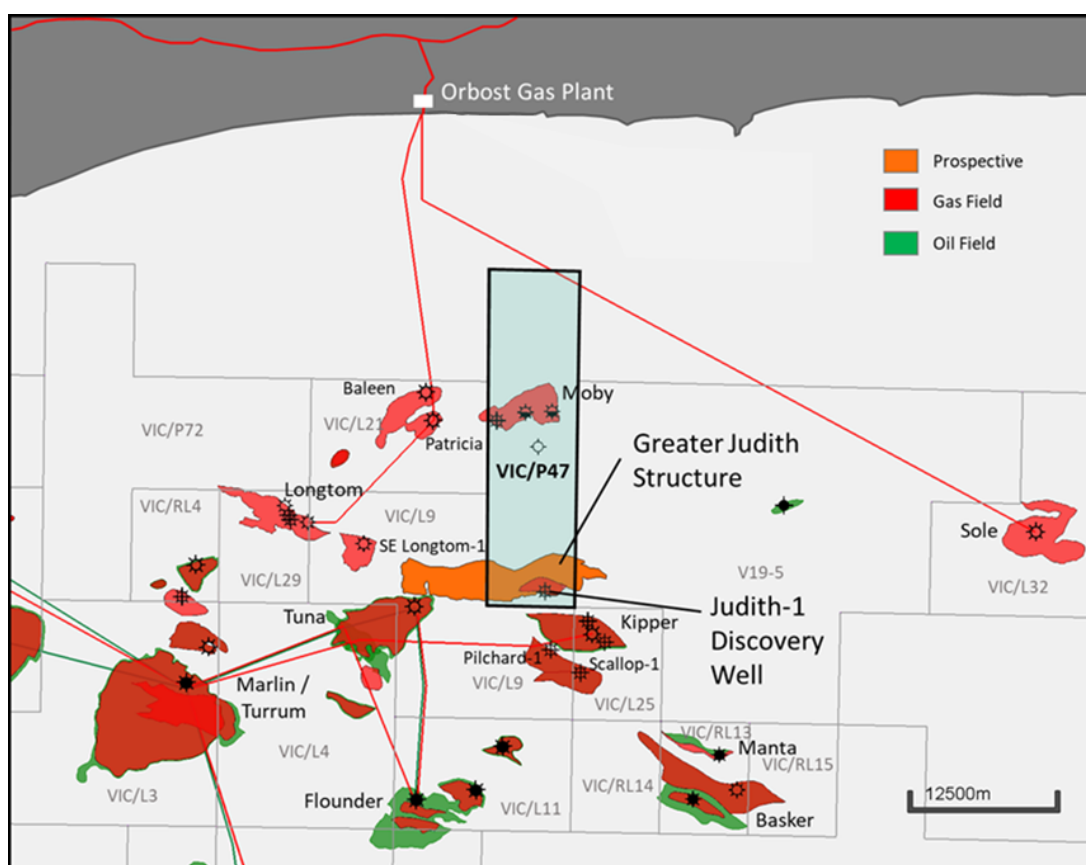 Orbost Gas Plant
Prospective
Gas Field
Oil Field
Baleen
Moby
VIC/L21
VIC/P72
Patricia
Greater Judith
Structure
VIC/P47
Longtom
VIC/RL4
VIC/L9
Sole
SE Longtom-1
V19-5
VIC/L29
VIC/L32
Judith-1
Discovery
Well
Tuna
Kipper
Pilchard-1
Scallop-1
VIC/L9
VIC/L25
Marlin /
Turrum
VIC/RL13
VIC/L4
Manta
VIC/RL15
VIC/RL14
VIC/L3
Flounder
VIC/L11
Basker
12500m